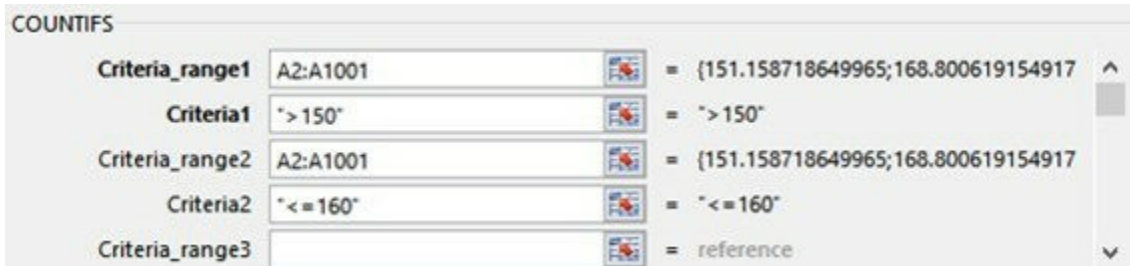 COUNTIFS
Criteria_range1 A2:A1001 = {151.158718649965;168.800619154917
Criteria1 ">150" = ">150"
Criteria_range2 A2:A1001 = {151.158718649965;168.800619154917
Criteria2 "<=160" = "<=160"
Criteria_range3 = reference